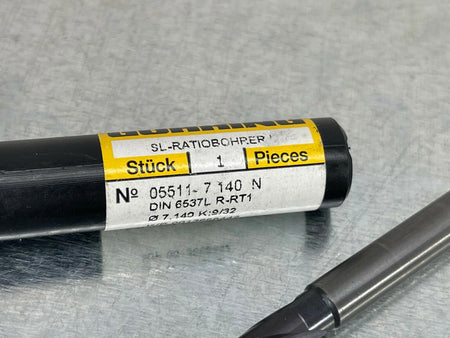 SL-RATIOBOHRER
Stück 1 Pieces
Nº 05511- 7.140 N
DIN 6537L R-RT1
Ø 7.140 K:9/32